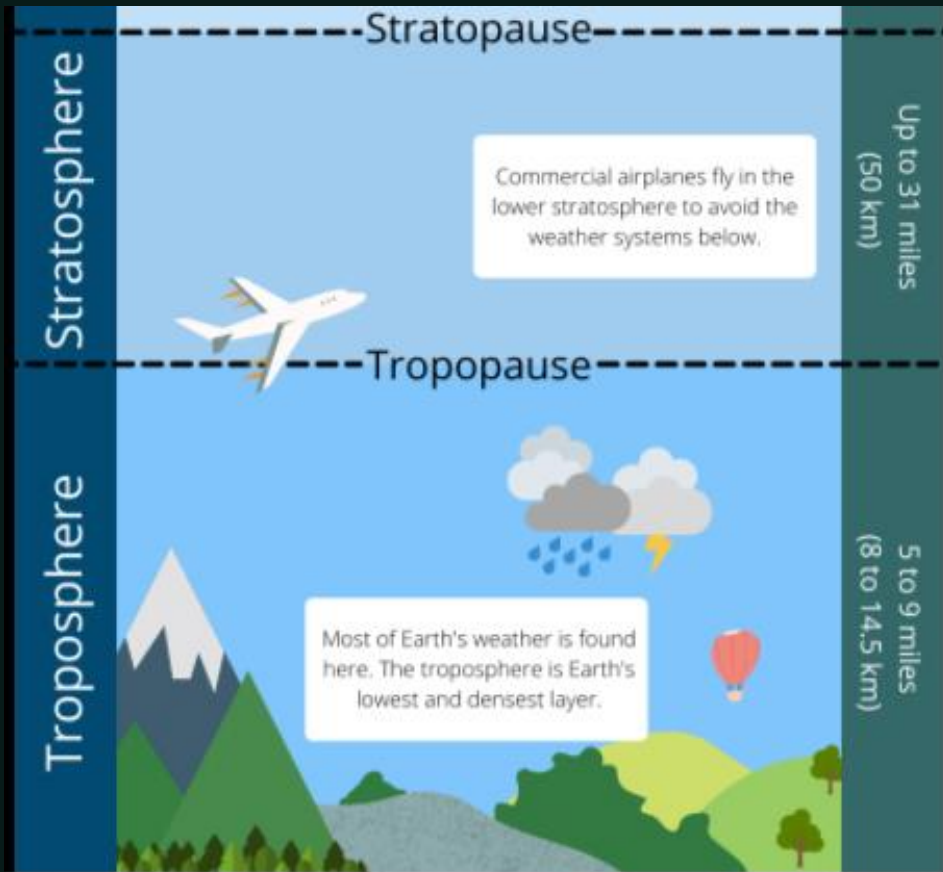 Stratopause
Stratosphere
Commercial airplanes fly in the
lower stratosphere to avoid the
weather systems below.
Up to 31 miles
(50 km)
Tropopause
Troposphere
Most of Earth's weather is found
here. The troposphere is Earth's
lowest and densest layer.
5 to 9 miles
(8 to 14.5 km)